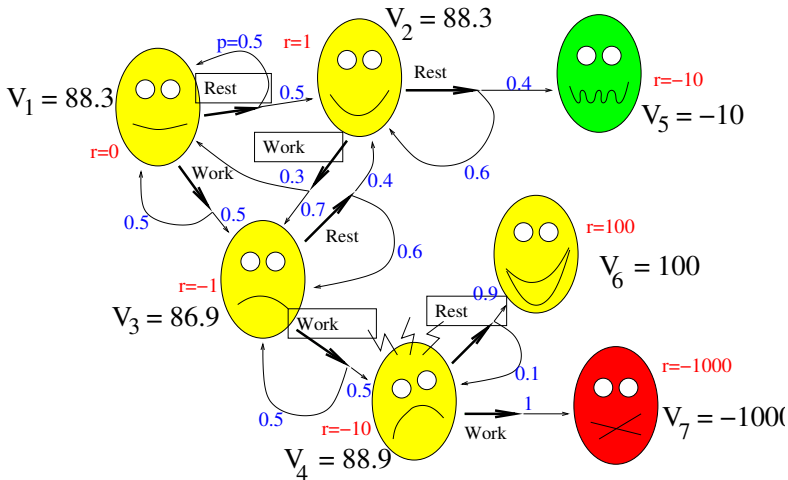 p=0.5
r=1
V2 = 88.3
Rest
0.5
V1 = 88.3
r=0
Rest
0.4
r=−10
V5 = −10
0.6
Work
Work
0.3
0.4
0.7
0.5
0.5
Rest
0.6
r=−1
V3 = 86.9
r=100
V6 = 100
0.9
Rest
Work
0.1
0.5
0.5
r=−10
V4 = 88.9
1
Work
r=−1000
V7 = −1000